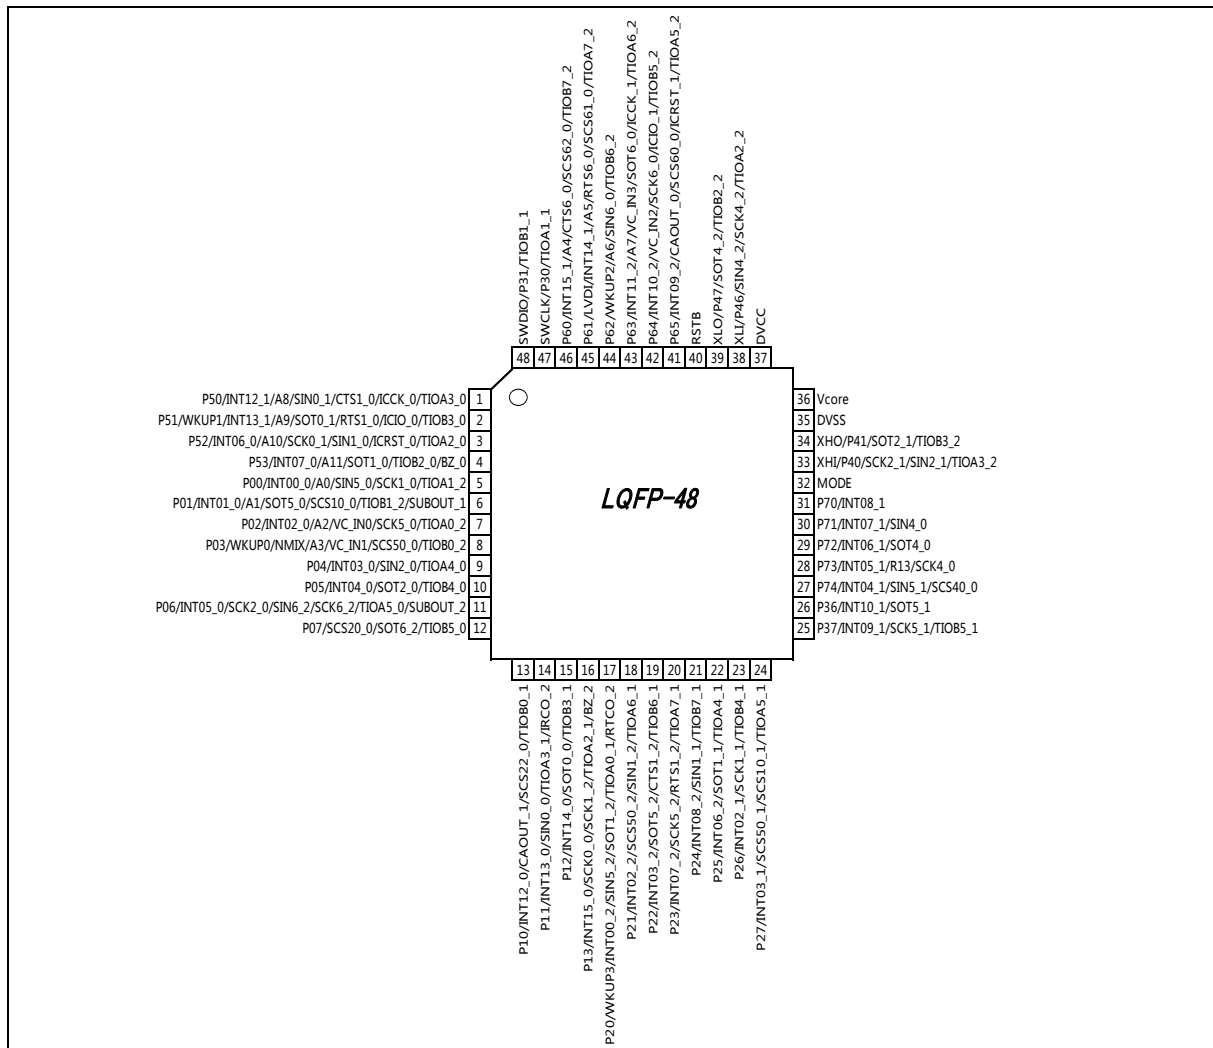 SWDIO/P31/TIOB1_1
SWCLK/P30/TIOA1_1
P60/INT15_1/A4/CTS6_0/SCS62_0/TIOB7_2
P61/LVDI/INT14_1/A5/RTS6_0/SCS61_0/TIOA7_2
P62/WKUP2/A6/SIN6_0/TIOB6_2
P63/INT11_2/A7/VC_IN3/SOT6_0/ICCK_1/TIOA6_2
P64/INT10_2/VC_IN2/SCK6_0/ICIO_1/TIOB5_2
P65/INT09_2/CAOUT_0/SCS60_0/ICRST_1/TIOA5_2
RSTB
XLO/P47/SOT4_2/TIOB2_2
XLI/P46/SIN4_2/SCK4_2/TIOA2_2
DVCC
48 47 46 45 44 43 42 41 40 39 38 37
P50/INT12_1/A8/SIN0_1/CTS1_0/ICCK_0/TIOA3_0 1
P51/WKUP1/INT13_1/A9/SOT0_1/RTS1_0/ICIO_0/TIOB3_0 2
P52/INT06_0/A10/SCK0_1/SIN1_0/ICRST_0/TIOA2_0 3
P53/INT07_0/A11/SOT1_0/TIOB2_0/BZ_0 4
P00/INT00_0/A0/SIN5_0/SCK1_0/TIOA1_2 5
P01/INT01_0/A1/SOT5_0/SCS10_0/TIOB1_2/SUBOUT_1 6
P02/INT02_0/A2/VC_IN0/SCK5_0/TIOA0_2 7
P03/WKUP0/NMIX/A3/VC_IN1/SCS50_0/TIOB0_2 8
P04/INT03_0/SIN2_0/TIOA4_0 9
P05/INT04_0/SOT2_0/TIOB4_0 10
P06/INT05_0/SCK2_0/SIN6_2/SCK6_2/TIOA5_0/SUBOUT_2 11
P07/SCS20_0/SOT6_2/TIOB5_0 12
LQFP-48
36 Vcore
35 DVSS
34 XHO/P41/SOT2_1/TIOB3_2
33 XHI/P40/SCK2_1/SIN2_1/TIOA3_2
32 MODE
31 P70/INT08_1
30 P71/INT07_1/SIN4_0
29 P72/INT06_1/SOT4_0
28 P73/INT05_1/R13/SCK4_0
27 P74/INT04_1/SIN5_1/SCS40_0
26 P36/INT10_1/SOT5_1
25 P37/INT09_1/SCK5_1/TIOB5_1
13 14 15 16 17 18 19 20 21 22 23 24
P10/INT12_0/CAOUT_1/SCS22_0/TIOB0_1
P11/INT13_0/SIN0_0/TIOA3_1/IRCO_2
P12/INT14_0/SOT0_0/TIOB3_1
P13/INT15_0/SCK0_0/SCK1_2/TIOA2_1/BZ_2
P20/WKUP3/INT00_2/SIN5_2/SOT1_2/TIOA0_1/RTCO_2
P21/INT02_2/SCS50_2/SIN1_2/TIOA6_1
P22/INT03_2/SOT5_2/CTS1_2/TIOB6_1
P23/INT07_2/SCK5_2/RTS1_2/TIOA7_1
P24/INT08_2/SIN1_1/TIOB7_1
P25/INT06_2/SOT1_1/TIOA4_1
P26/INT02_1/SCK1_1/TIOB4_1
P27/INT03_1/SCS50_1/SCS10_1/TIOA5_1